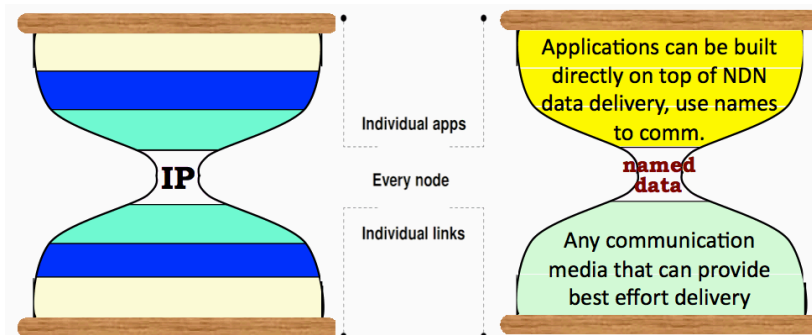 IP
Individual apps
Every node
Individual links
Applications can be built
directly on top of NDN
data delivery, use names
to comm.
named
data
Any communication
media that can provide
best effort delivery